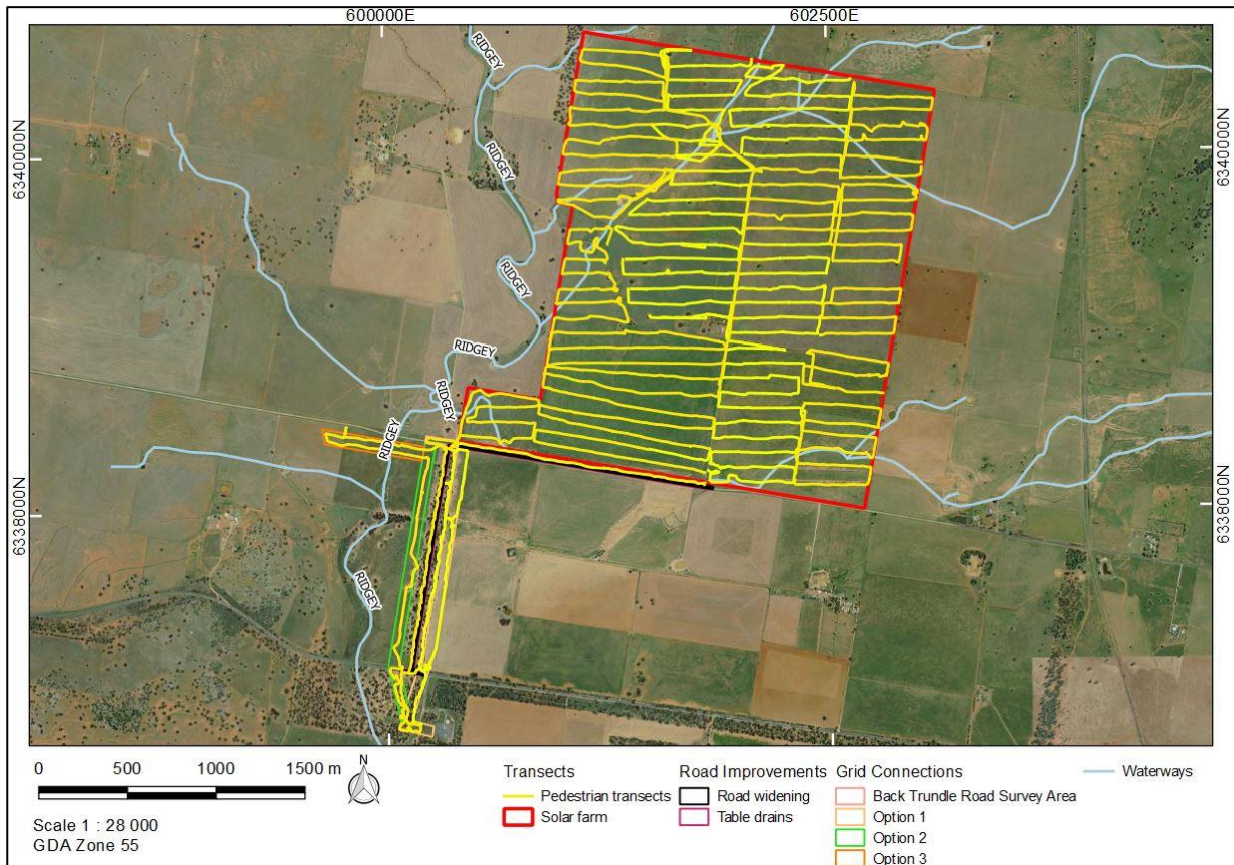 600000E
602500E
RIDGEY
6340000N
6340000N
RIDGEY
RIDGEY
RIDGEY
RIDGEY
RIDGEY
6338000N
6338000N
RIDGEY
0 500 1000 1500 m
N
Scale 1 : 28 000
GDA Zone 55
Transects
Pedestrian transects
Solar farm
Road Improvements
Road widening
Table drains
Grid Connections
Back Trundle Road Survey Area
Option 1
Option 2
Option 3
Waterways